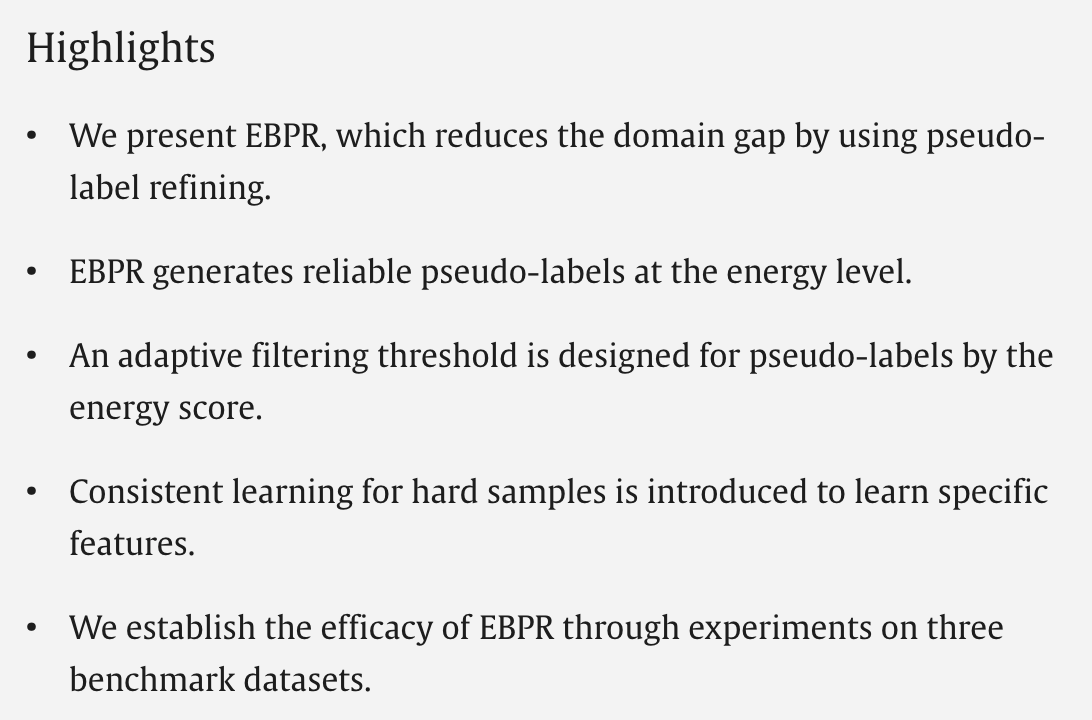 Highlights
• We present EBPR, which reduces the domain gap by using pseudo-
label refining.
• EBPR generates reliable pseudo-labels at the energy level.
• An adaptive filtering threshold is designed for pseudo-labels by the
energy score.
• Consistent learning for hard samples is introduced to learn specific
features.
• We establish the efficacy of EBPR through experiments on three
benchmark datasets.